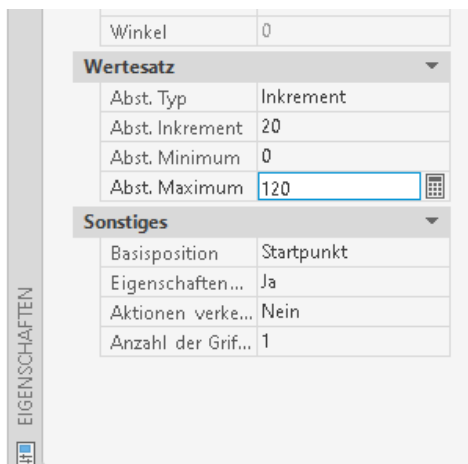 Winkel 0
Wertesatz
Abst. Typ Inkrement
Abst. Inkrement 20
Abst. Minimum 0
Abst. Maximum 120
Sonstiges
Basisposition Startpunkt
Eigenschaften... Ja
Aktionen verke... Nein
Anzahl der Grif... 1
EIGENSCHAFTEN